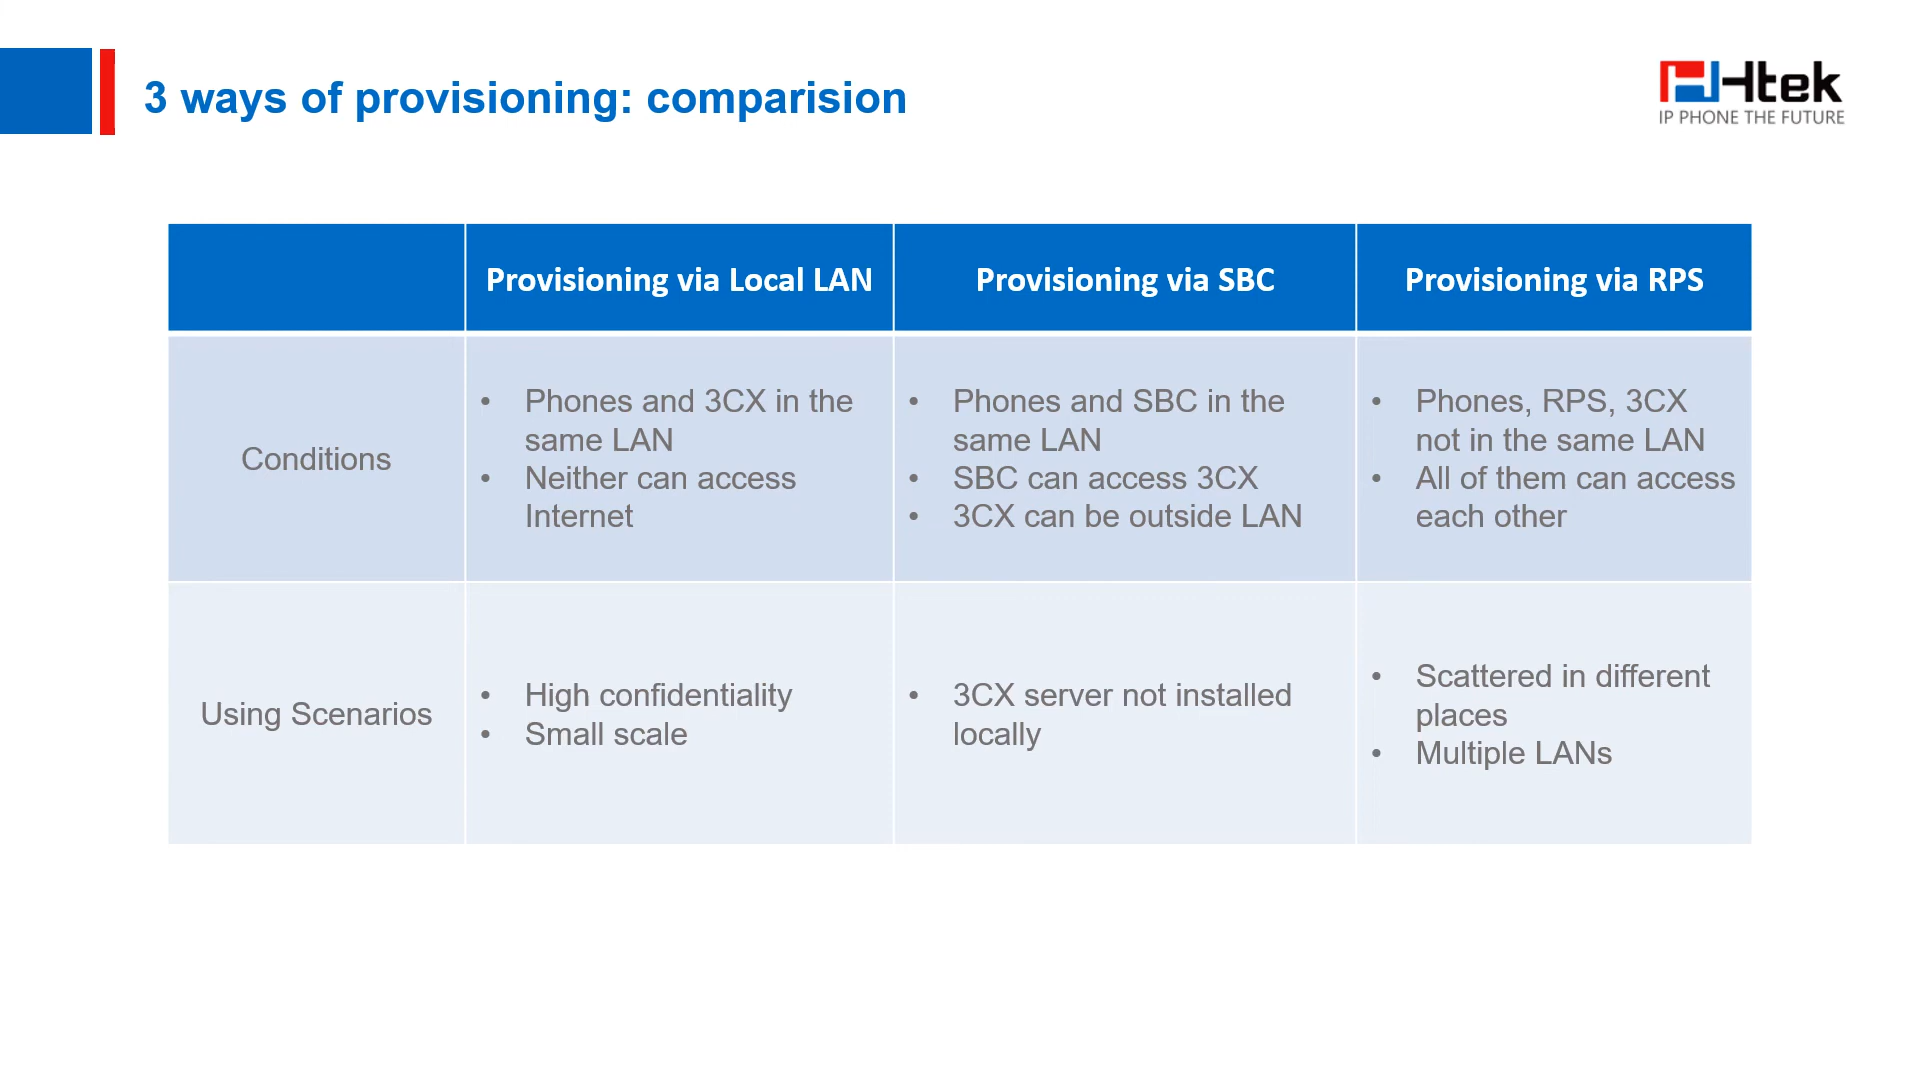 3 ways of provisioning: comparision
Htek
IP PHONE THE FUTURE
Provisioning via Local LAN
Provisioning via SBC
Provisioning via RPS
Conditions
• Phones and 3CX in the
same LAN
• Neither can access
Internet
• Phones and SBC in the
same LAN
• SBC can access 3CX
• 3CX can be outside LAN
• Phones, RPS, 3CX
not in the same LAN
• All of them can access
each other
Using Scenarios
• High confidentiality
• Small scale
• 3CX server not installed
locally
• Scattered in different
places
• Multiple LANs